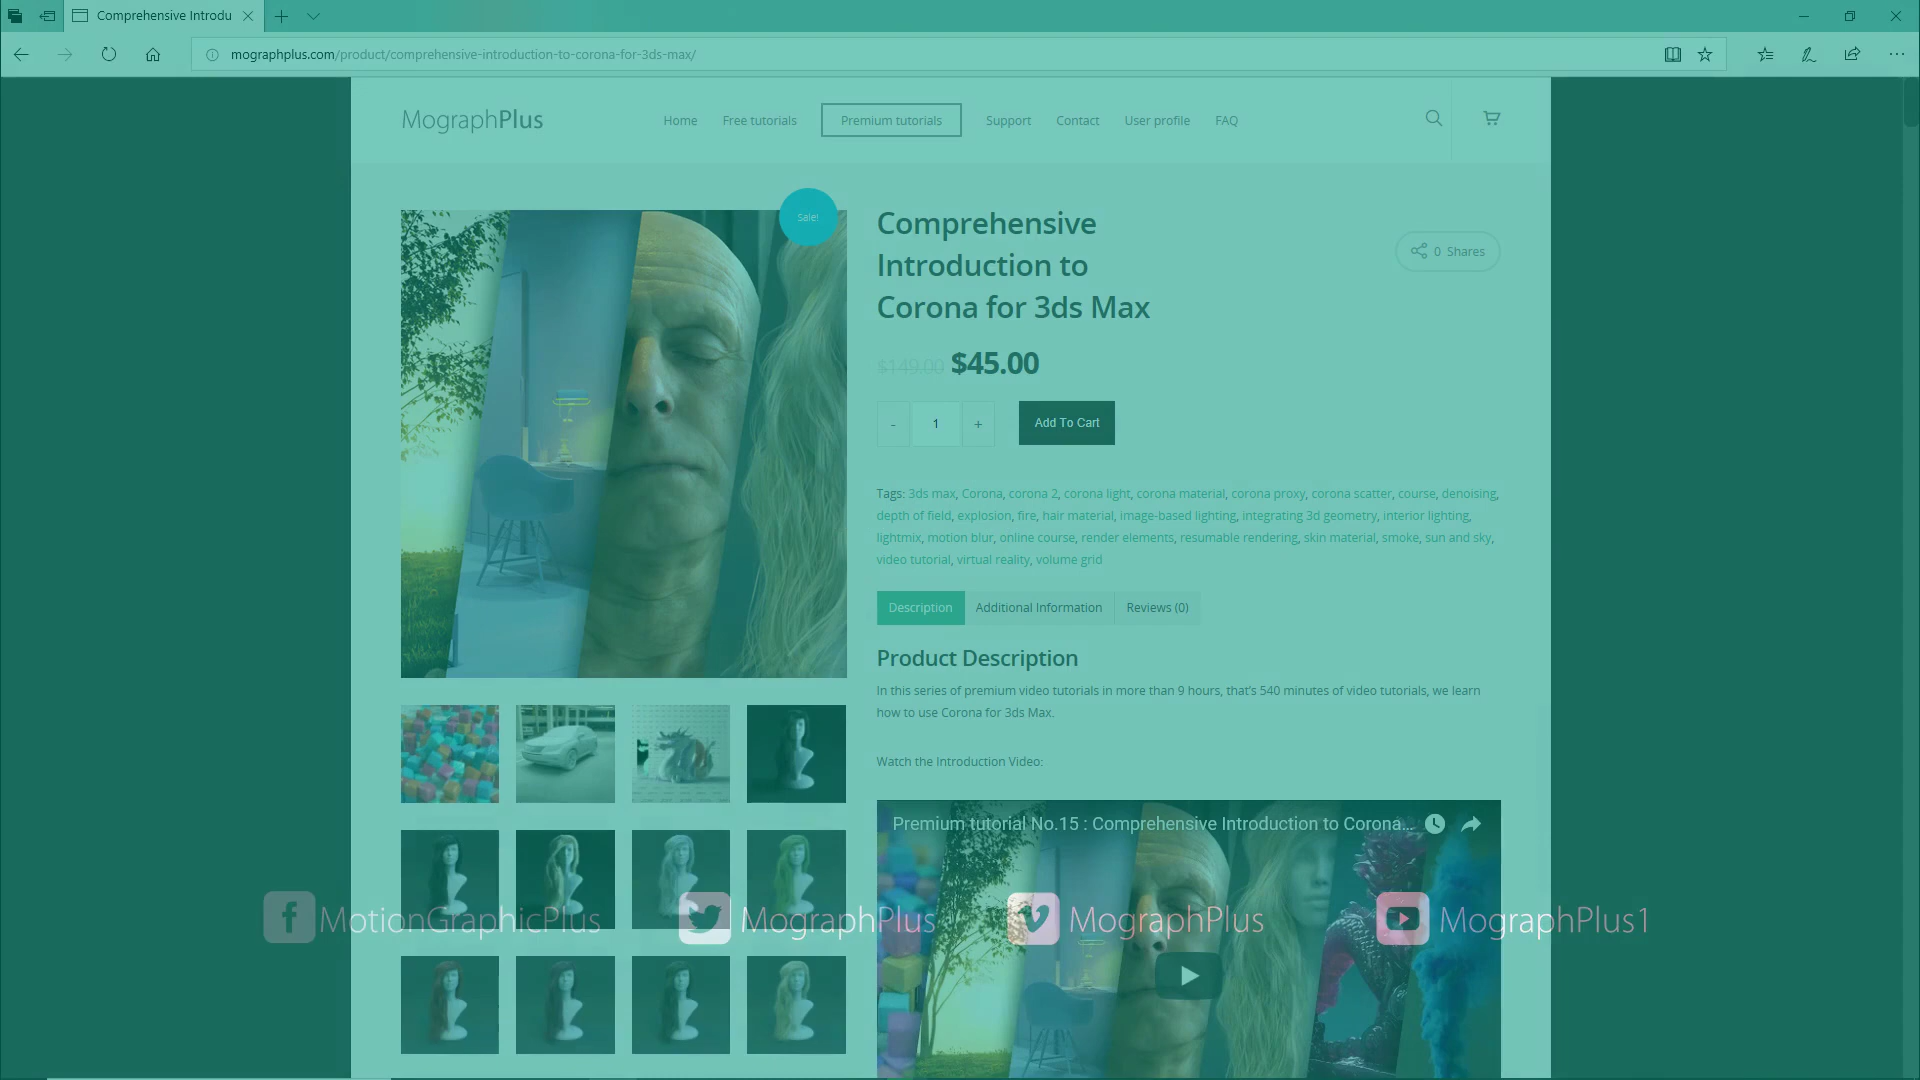 Comprehensive Introdu
mographplus.com/product/comprehensive-introduction-to-corona-for-3ds-max/
MographPlus
Home
Free tutorials
Premium tutorials
Support
Contact
User profile
FAQ
Sale!
Comprehensive
Introduction to
Corona for 3ds Max
0 Shares
$149.00 $45.00
- 1 +
Add To Cart
Tags: 3ds max, Corona, corona 2, corona light, corona material, corona proxy, corona scatter, course, denoising,
depth of field, explosion, fire, hair material, image-based lighting, integrating 3d geometry, interior lighting,
lightmix, motion blur, online course, render elements, resumable rendering, skin material, smoke, sun and sky,
video tutorial, virtual reality, volume grid
Description
Additional Information
Reviews (0)
Product Description
In this series of premium video tutorials in more than 9 hours, that's 540 minutes of video tutorials, we learn
how to use Corona for 3ds Max.
Watch the Introduction Video:
Premium tutorial No.15 : Comprehensive Introduction to Corona...
MotionGraphicPlus
MographPlus
MographPlus
MographPlus1